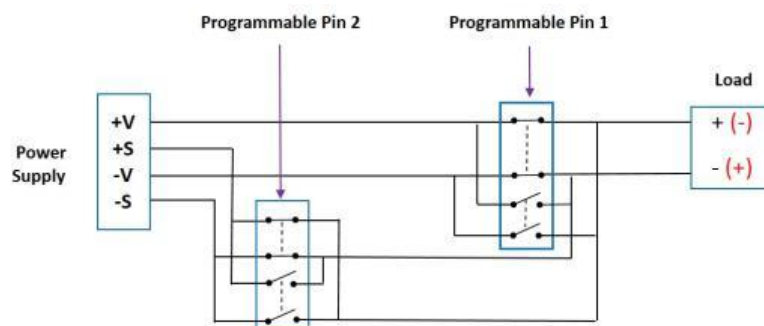 Programmable Pin 2
Programmable Pin 1
Load
Power
Supply
+V
+S
-V
-S
+ (-)
- (+)